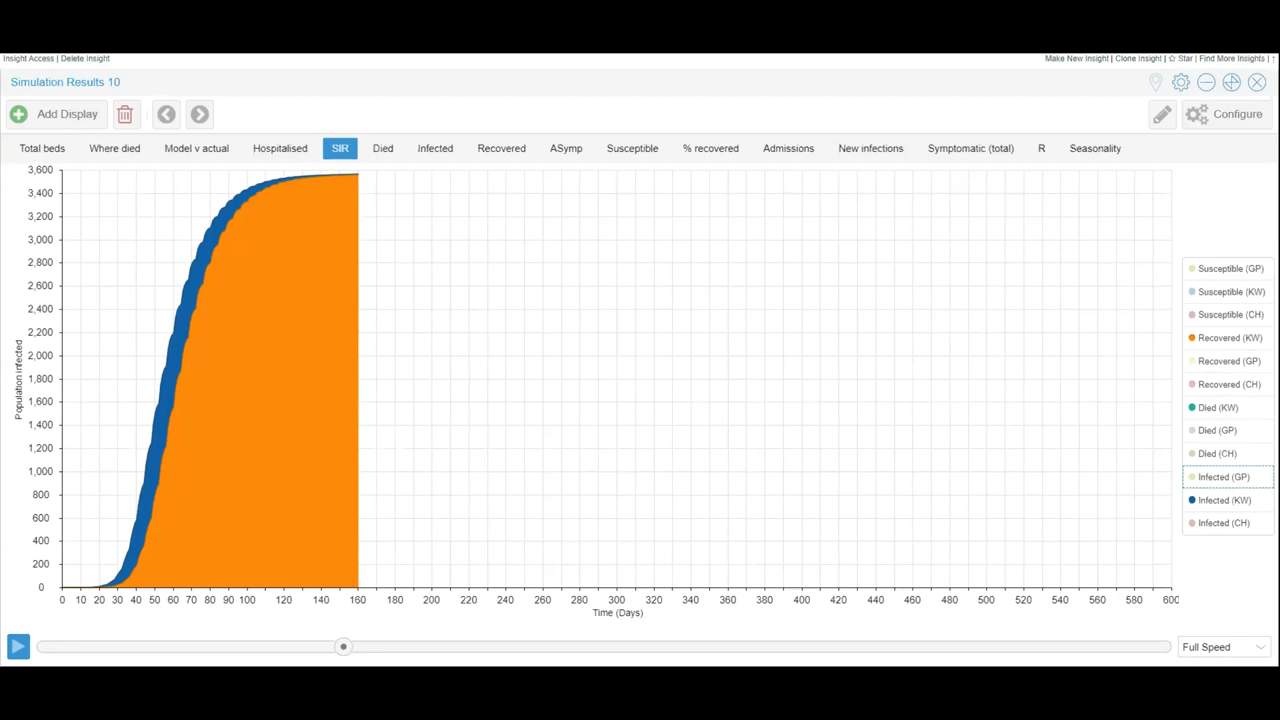 Insight Access | Delete Insight
Make New Insight | Clone Insight | ☆ Star | Find More Insights |
Simulation Results 10
Add Display
Configure
Total beds Where died Model v actual Hospitalised SIR Died Infected Recovered ASymp Susceptible % recovered Admissions New infections Symptomatic (total) R Seasonality
3,600
3,400
3,200
3,000
2,800
2,600
2,400
2,200
2,000
1,800
1,600
1,400
1,200
1,000
800
600
400
200
0
Population infected
0 10 20 30 40 50 60 70 80 90 100 120 140 160 180 200 220 240 260 280 300 320 340 360 380 400 420 440 460 480 500 520 540 560 580 600
Time (Days)
Susceptible (GP)
Susceptible (KW)
Susceptible (CH)
Recovered (KW)
Recovered (GP)
Recovered (CH)
Died (KW)
Died (GP)
Died (CH)
Infected (GP)
Infected (KW)
Infected (CH)
Full Speed